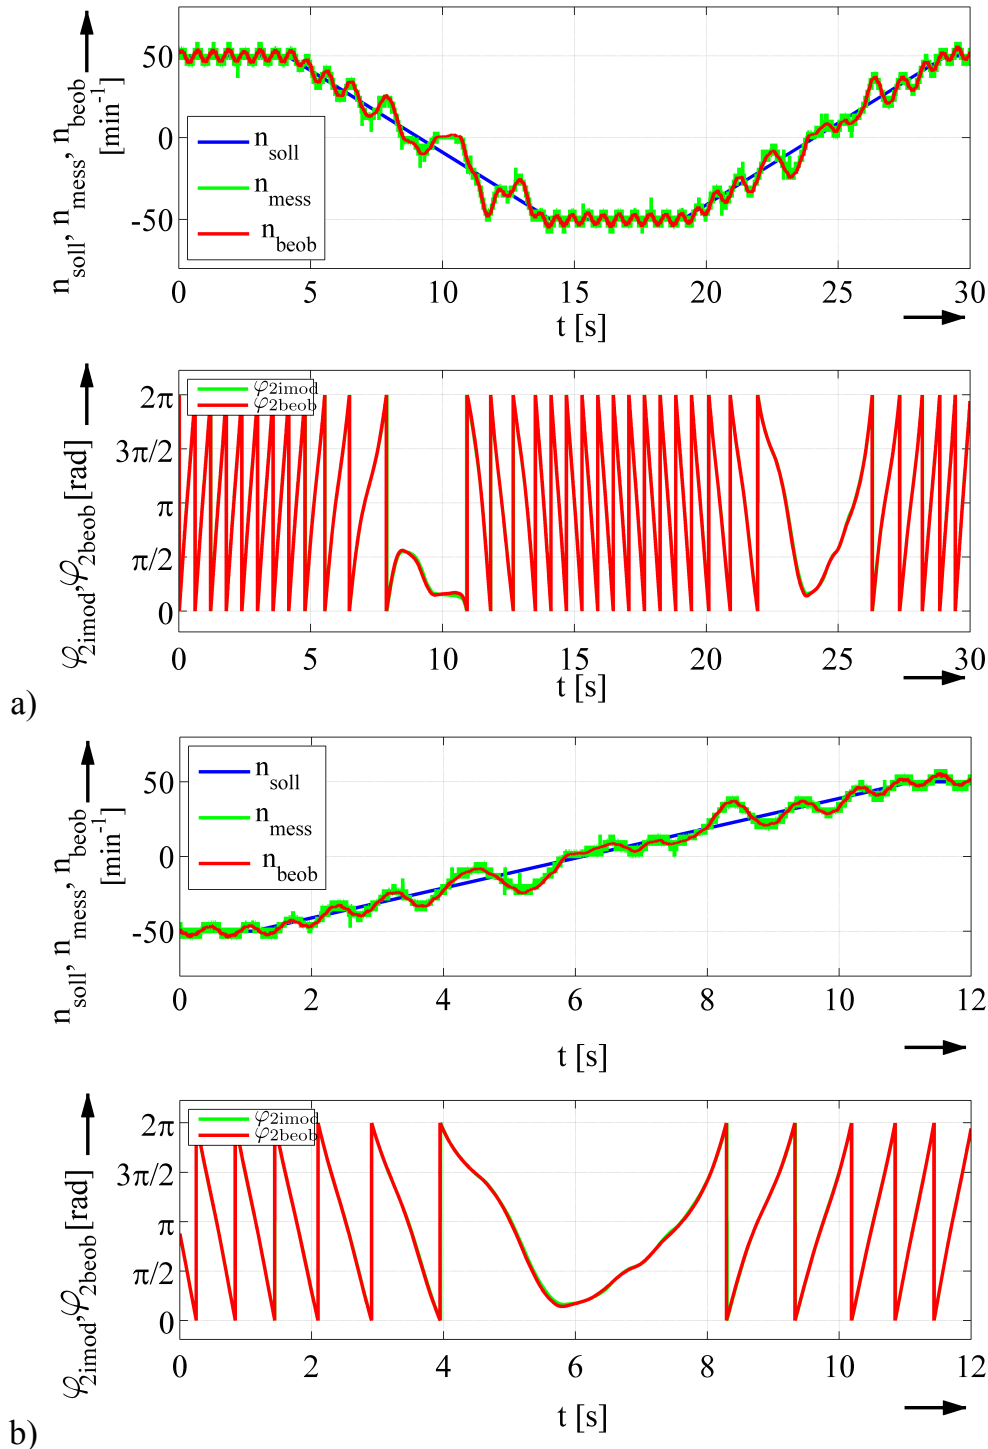 n_soll, n_mess, n_beob
[min^-1]
50
0
-50
n_soll
n_mess
n_beob
0 5 10 15 20 25 30
t [s]
φ_2imod, φ_2beob [rad]
2π
3π/2
π
π/2
0
φ_2imod
φ_2beob
0 5 10 15 20 25 30
t [s]
a)
n_soll, n_mess, n_beob
[min^-1]
50
0
-50
n_soll
n_mess
n_beob
0 2 4 6 8 10 12
t [s]
φ_2imod, φ_2beob [rad]
2π
3π/2
π
π/2
0
φ_2imod
φ_2beob
0 2 4 6 8 10 12
t [s]
b)